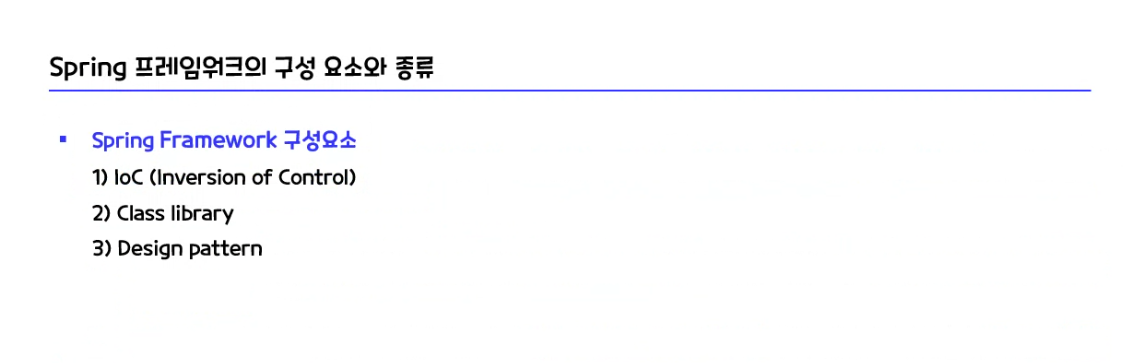 Spring 프레임워크의 구성 요소와 종류
▪ Spring Framework 구성요소
1) IoC (Inversion of Control)
2) Class library
3) Design pattern